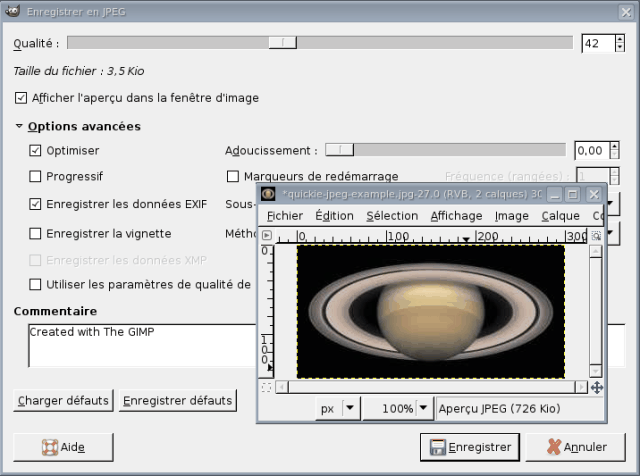 Enregistrer en JPEG
Qualité : 42
Taille du fichier : 3,5 Kio
Afficher l'aperçu dans la fenêtre d'image
Options avancées
Optimiser Adoucissement : 0,00
Progressif Marqueurs de redémarrage Fréquence (rangées) : 1
Enregistrer les données EXIF Sous-
Enregistrer la vignette
Enregistrer les données XMP
Utiliser les paramètres de qualité de
*quickie-jpeg-example.jpg-27.0 (RVB, 2 calques)
Fichier Édition Sélection Affichage Image Calque
0 100 200 300
0
100
px 100% Aperçu JPEG (726 Kio)
Commentaire
Created with The GIMP
Charger défauts Enregistrer défauts
Aide Enregistrer Annuler